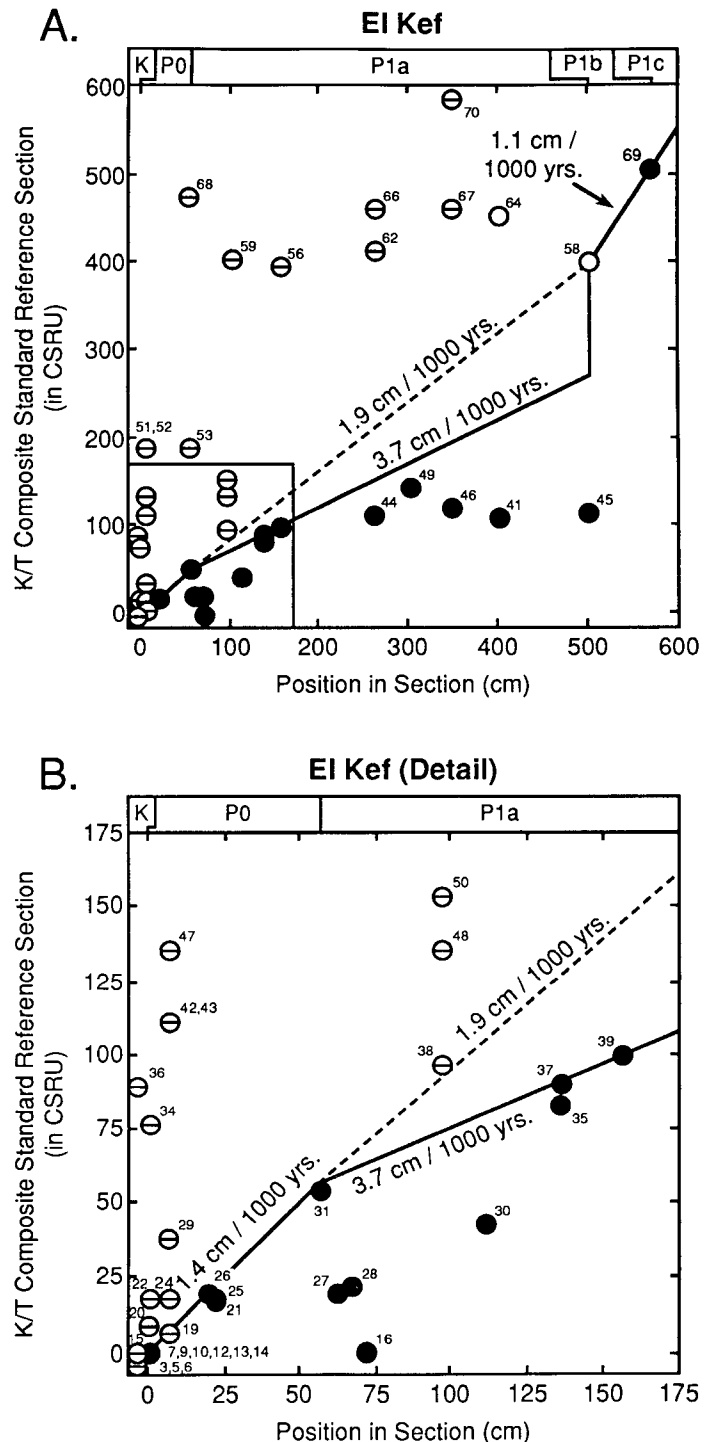 A.
El Kef
K P0 P1a P1b P1c
600
500
400
300
200
100
0
K/T Composite Standard Reference Section
(in CSRU)
70
1.1 cm /
1000 yrs.
69
68
66
67
64
59
56
62
58
1.9 cm / 1000 yrs.
3.7 cm / 1000 yrs.
51,52
53
49
44
46
41
45
0 100 200 300 400 500 600
Position in Section (cm)
B.
El Kef (Detail)
K P0 P1a
175
150
125
100
75
50
25
0
K/T Composite Standard Reference Section
(in CSRU)
50
47
48
42,43
1.9 cm / 1000 yrs.
38
39
36
37
34
35
3.7 cm / 1000 yrs.
1.4 cm / 1000 yrs.
31
30
29
26
27
28
22
24
25
21
20
19
15
7,9,10,12,13,14
16
3,5,6
0 25 50 75 100 125 150 175
Position in Section (cm)